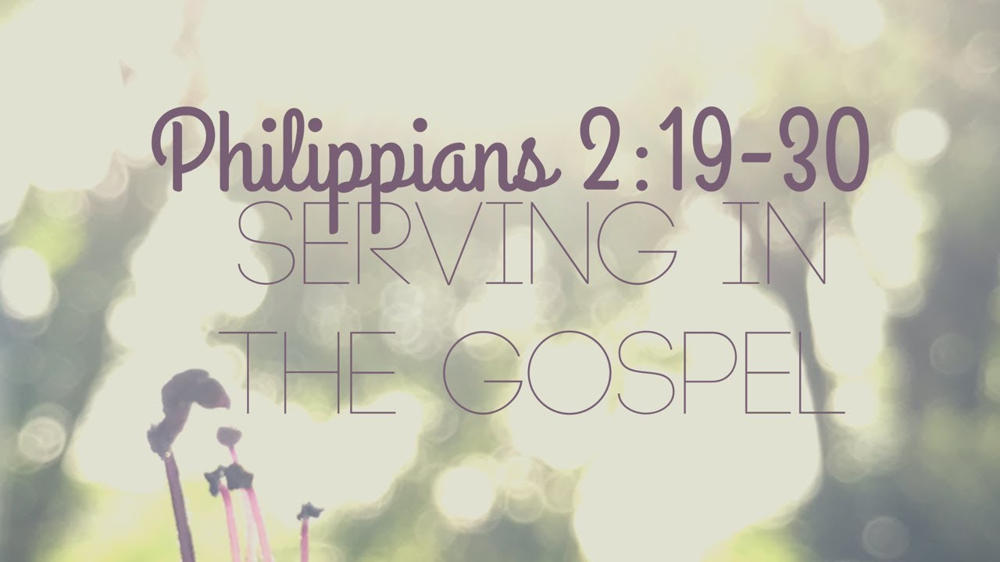 Philippians 2:19-30
SERVING IN
THE GOSPEL